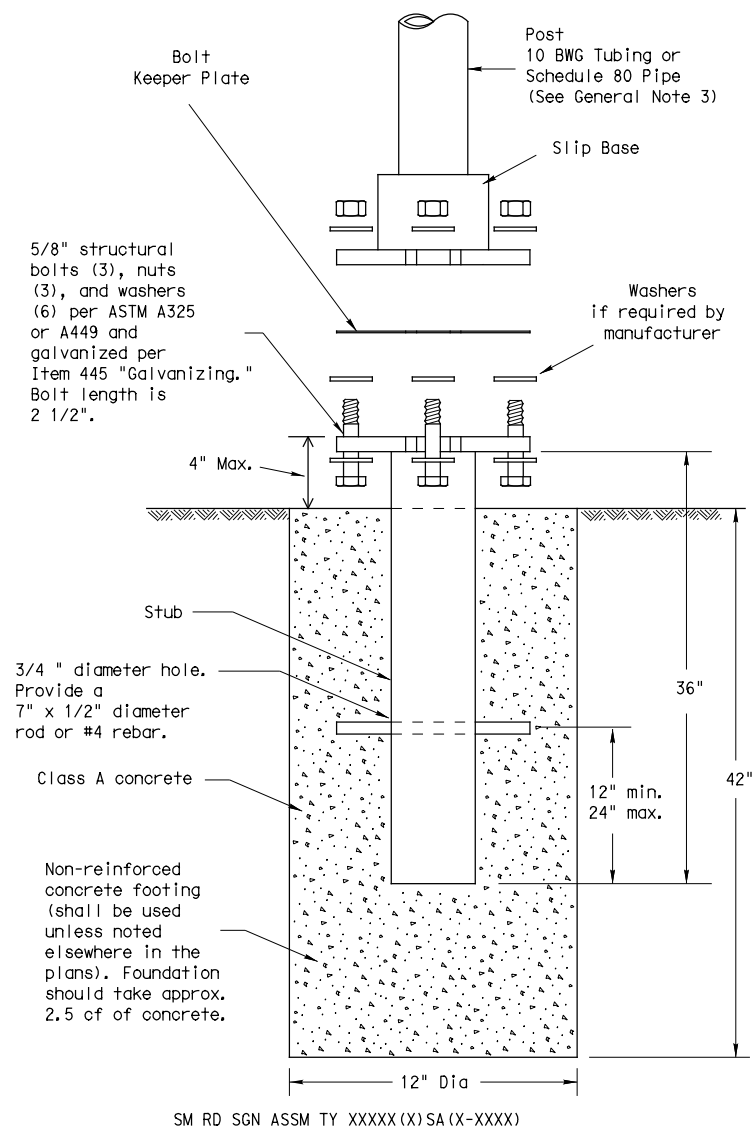 Post
10 BWG Tubing or
Schedule 80 Pipe
(See General Note 3)
Bolt
Keeper Plate
Slip Base
5/8" structural
bolts (3), nuts
(3), and washers
(6) per ASTM A325
or A449 and
galvanized per
Item 445 "Galvanizing."
Bolt length is
2 1/2".
Washers
if required by
manufacturer
4" Max.
Stub
3/4 " diameter hole.
Provide a
7" x 1/2" diameter
rod or #4 rebar.
36"
Class A concrete
12" min.
24" max.
42"
Non-reinforced
concrete footing
(shall be used
unless noted
elsewhere in the
plans). Foundation
should take approx.
2.5 cf of concrete.
12" Dia
SM RD SGN ASSM TY XXXXX(X)SA(X-XXXX)